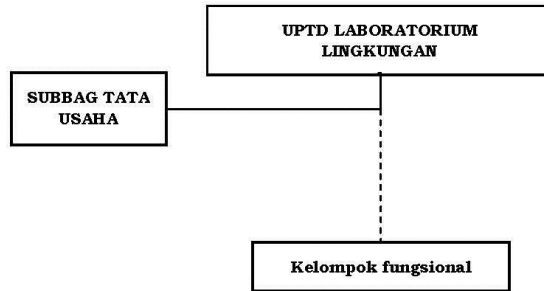 UPTD LABORATORIUM
LINGKUNGAN
SUBBAG TATA
USAHA
Kelompok fungsional